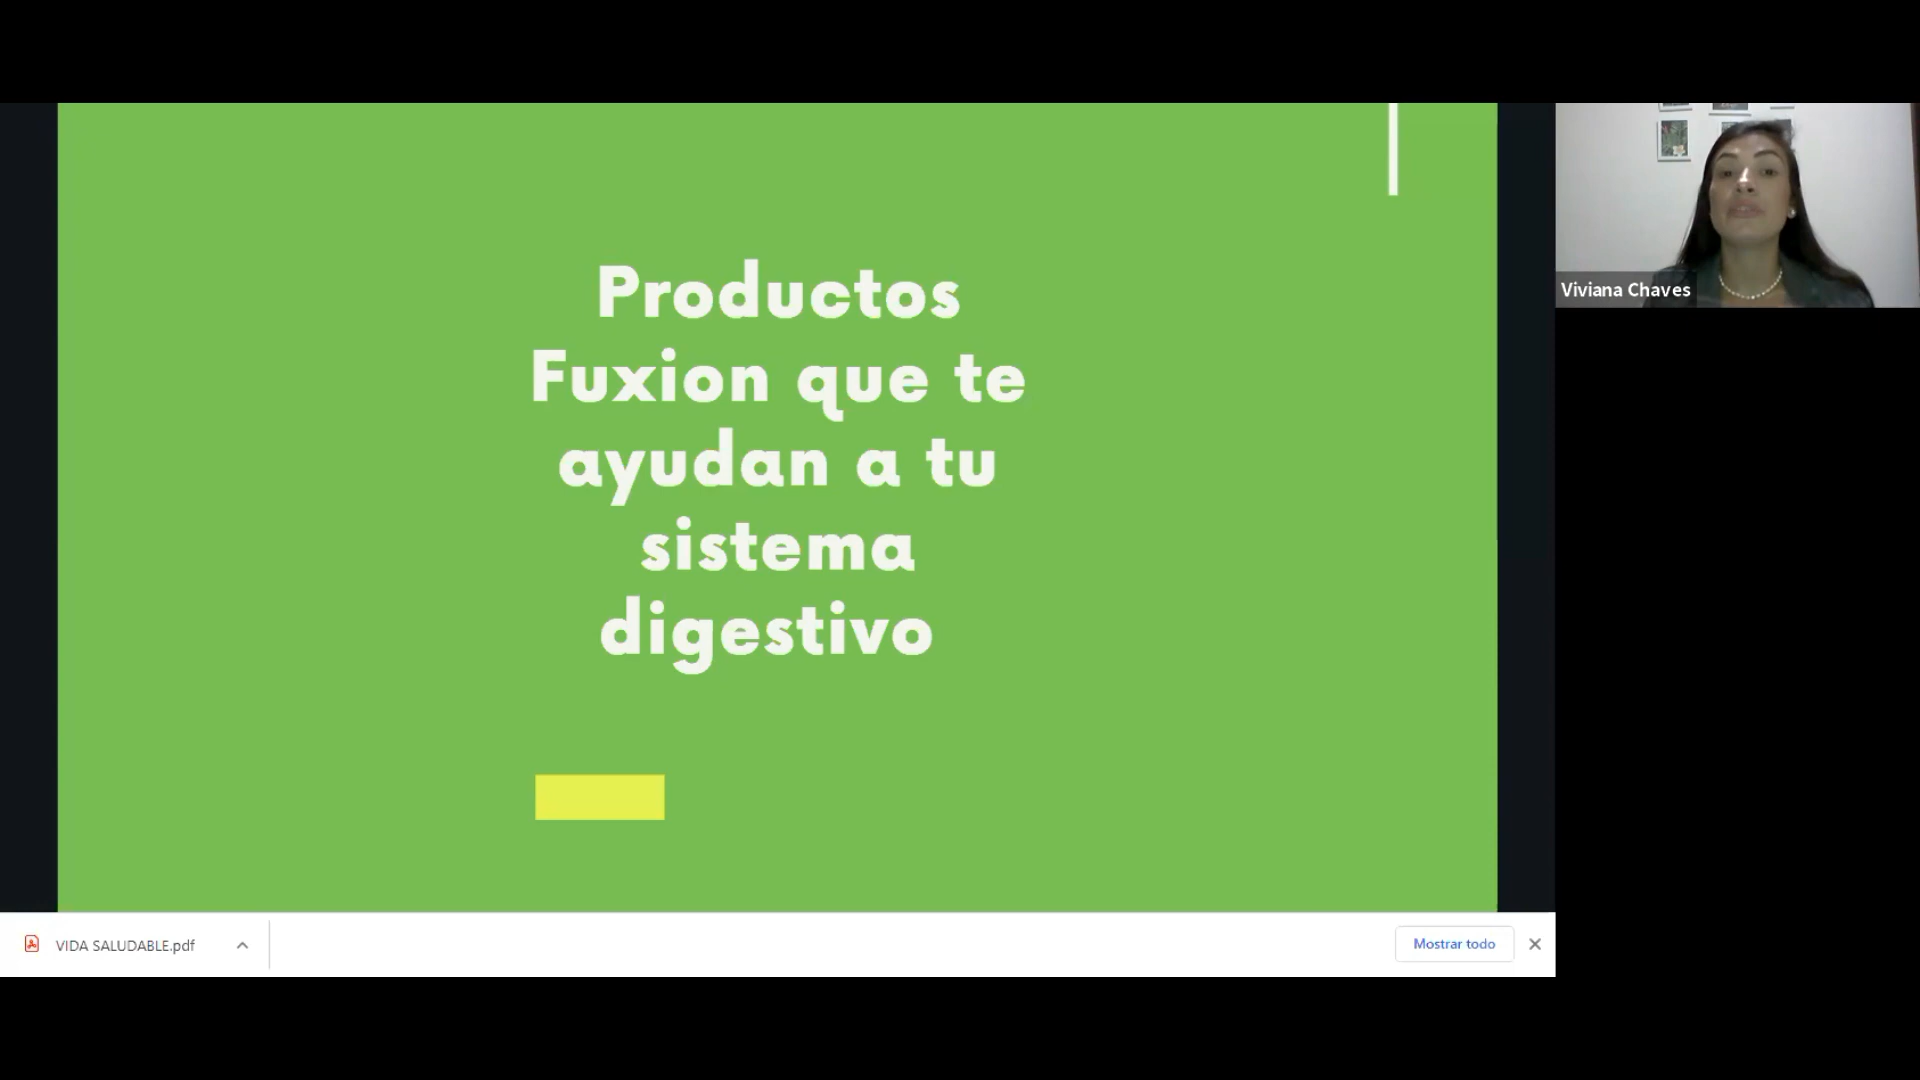 Productos
Fuxion que te
ayudan a tu
sistema
digestivo
Viviana Chaves
VIDA SALUDABLE.pdf
Mostrar todo